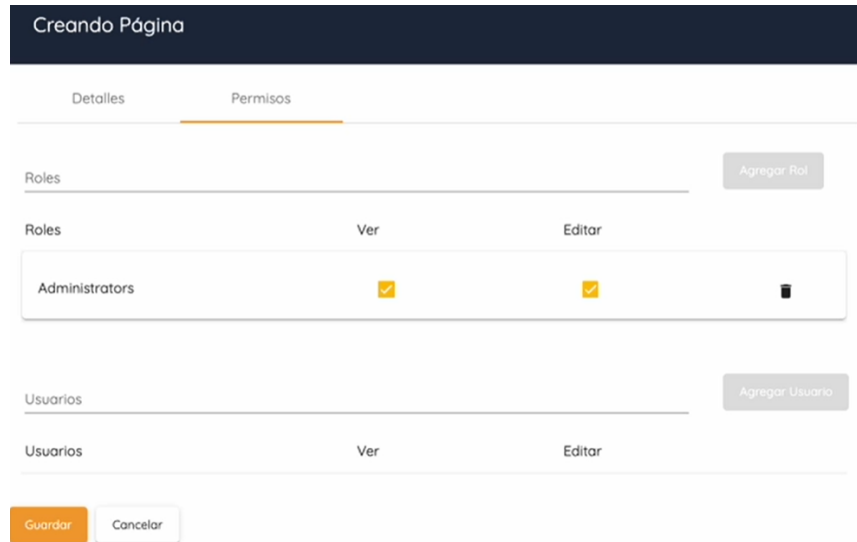 Creando Página
Detalles Permisos
Roles Agregar Rol
Roles Ver Editar
Administrators
Usuarios Agregar Usuario
Usuarios Ver Editar
Guardar Cancelar